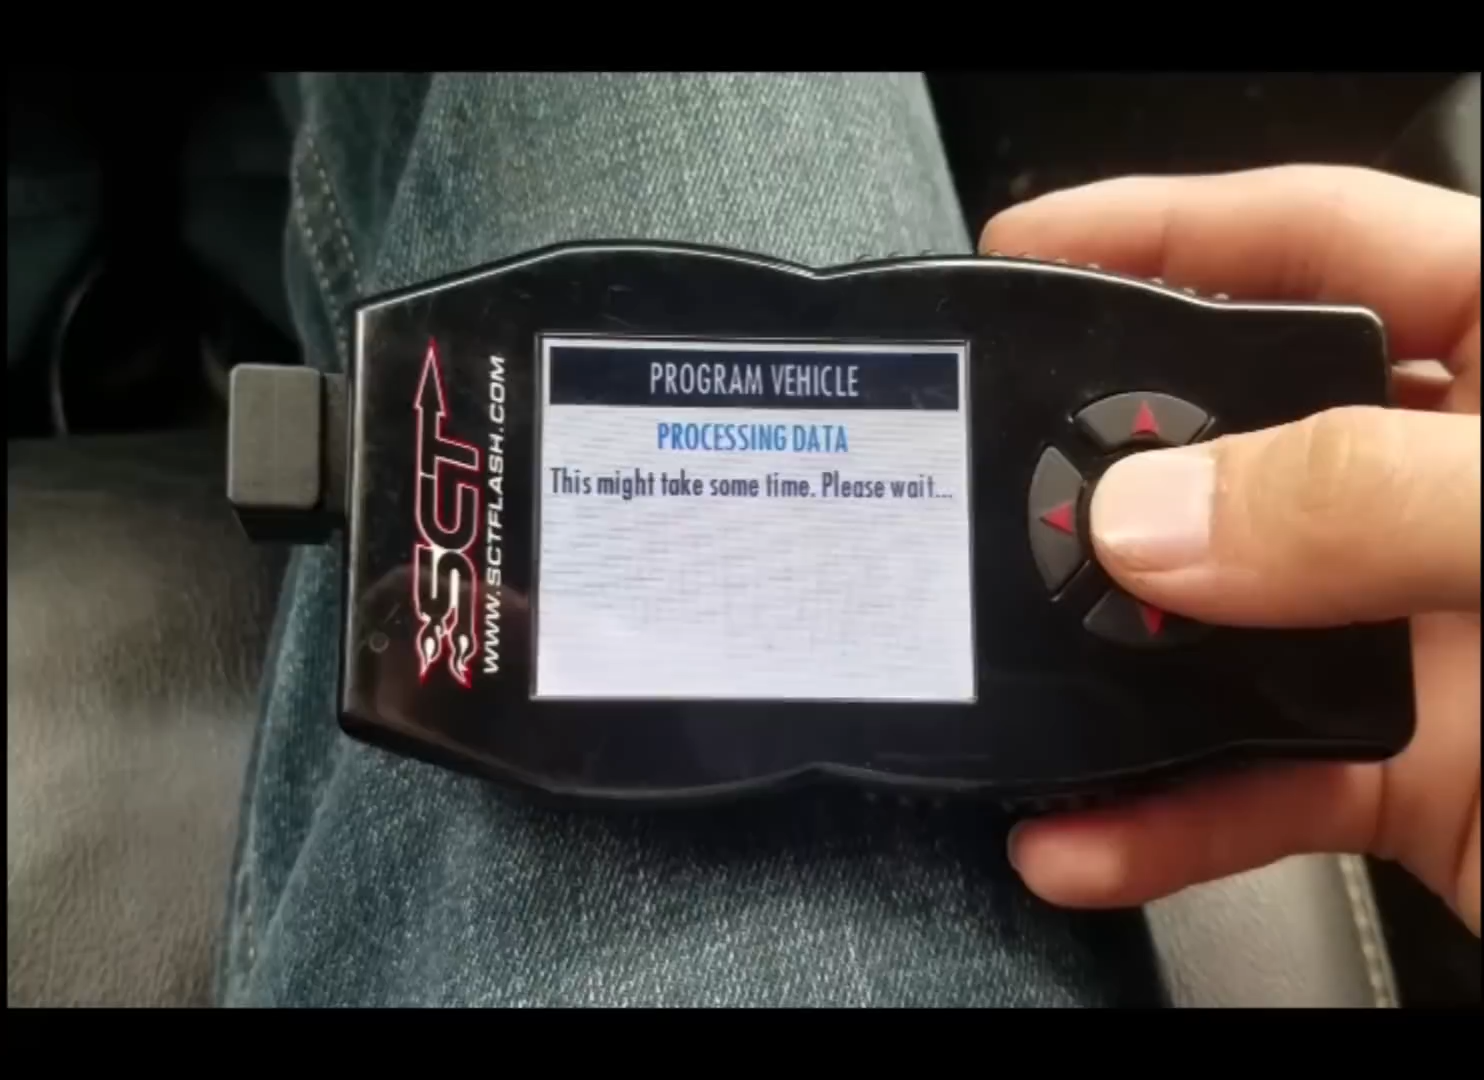 SCT
WWW.SCTFLASH.COM
PROGRAM VEHICLE
PROCESSING DATA
This might take some time. Please wait...